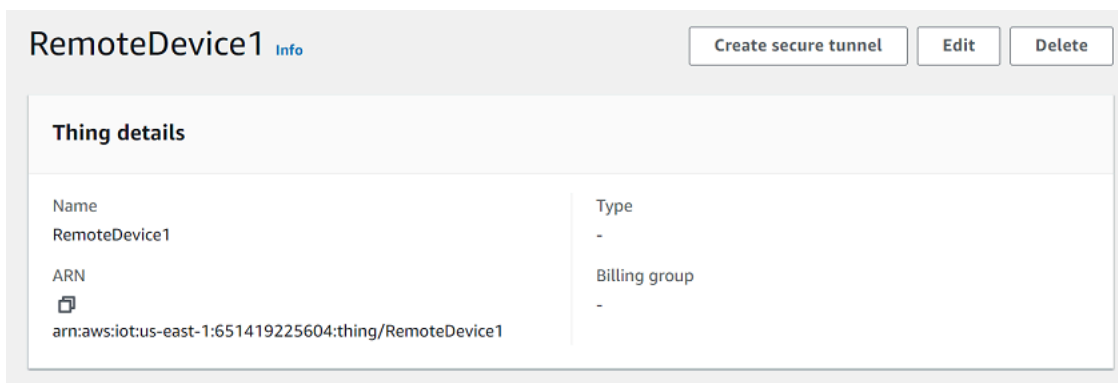 RemoteDevice1 Info
Create secure tunnel
Edit
Delete
Thing details
Name
RemoteDevice1
ARN
arn:aws:iot:us-east-1:651419225604:thing/RemoteDevice1
Type
-
Billing group
-